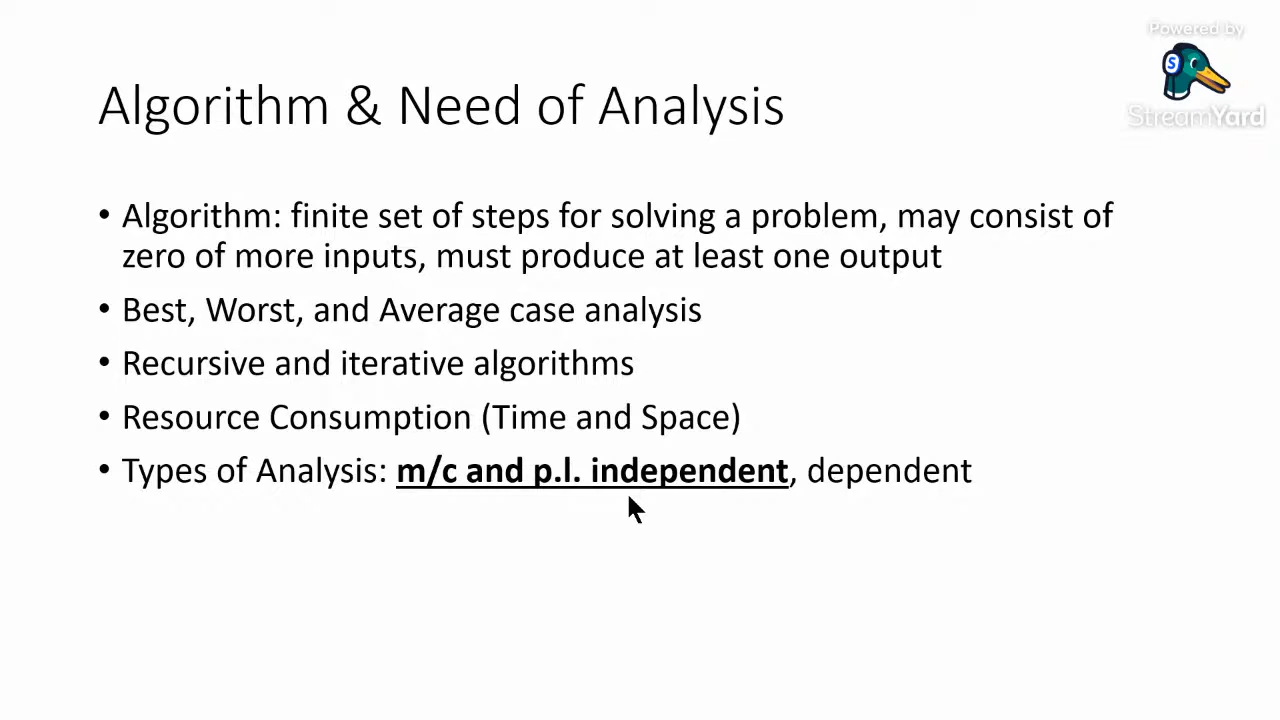 Powered by
S
StreamYard
Algorithm & Need of Analysis
• Algorithm: finite set of steps for solving a problem, may consist of
zero of more inputs, must produce at least one output
• Best, Worst, and Average case analysis
• Recursive and iterative algorithms
• Resource Consumption (Time and Space)
• Types of Analysis: m/c and p.l. independent, dependent